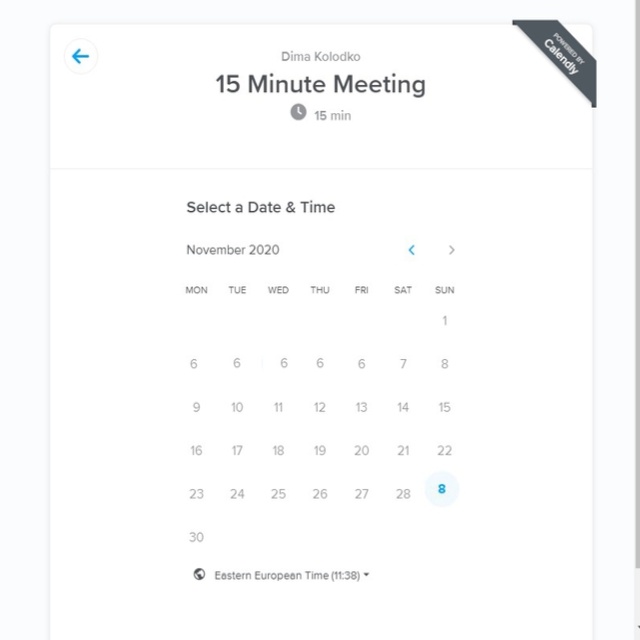 POWERED BY
Calendly
Dima Kolodko
15 Minute Meeting
15 min
Select a Date & Time
November 2020
MON TUE WED THU FRI SAT SUN
1
6 6 6 6 6 7 8
9 10 11 12 13 14 15
16 17 18 19 20 21 22
23 24 25 26 27 28 8
30
Eastern European Time (11:38)